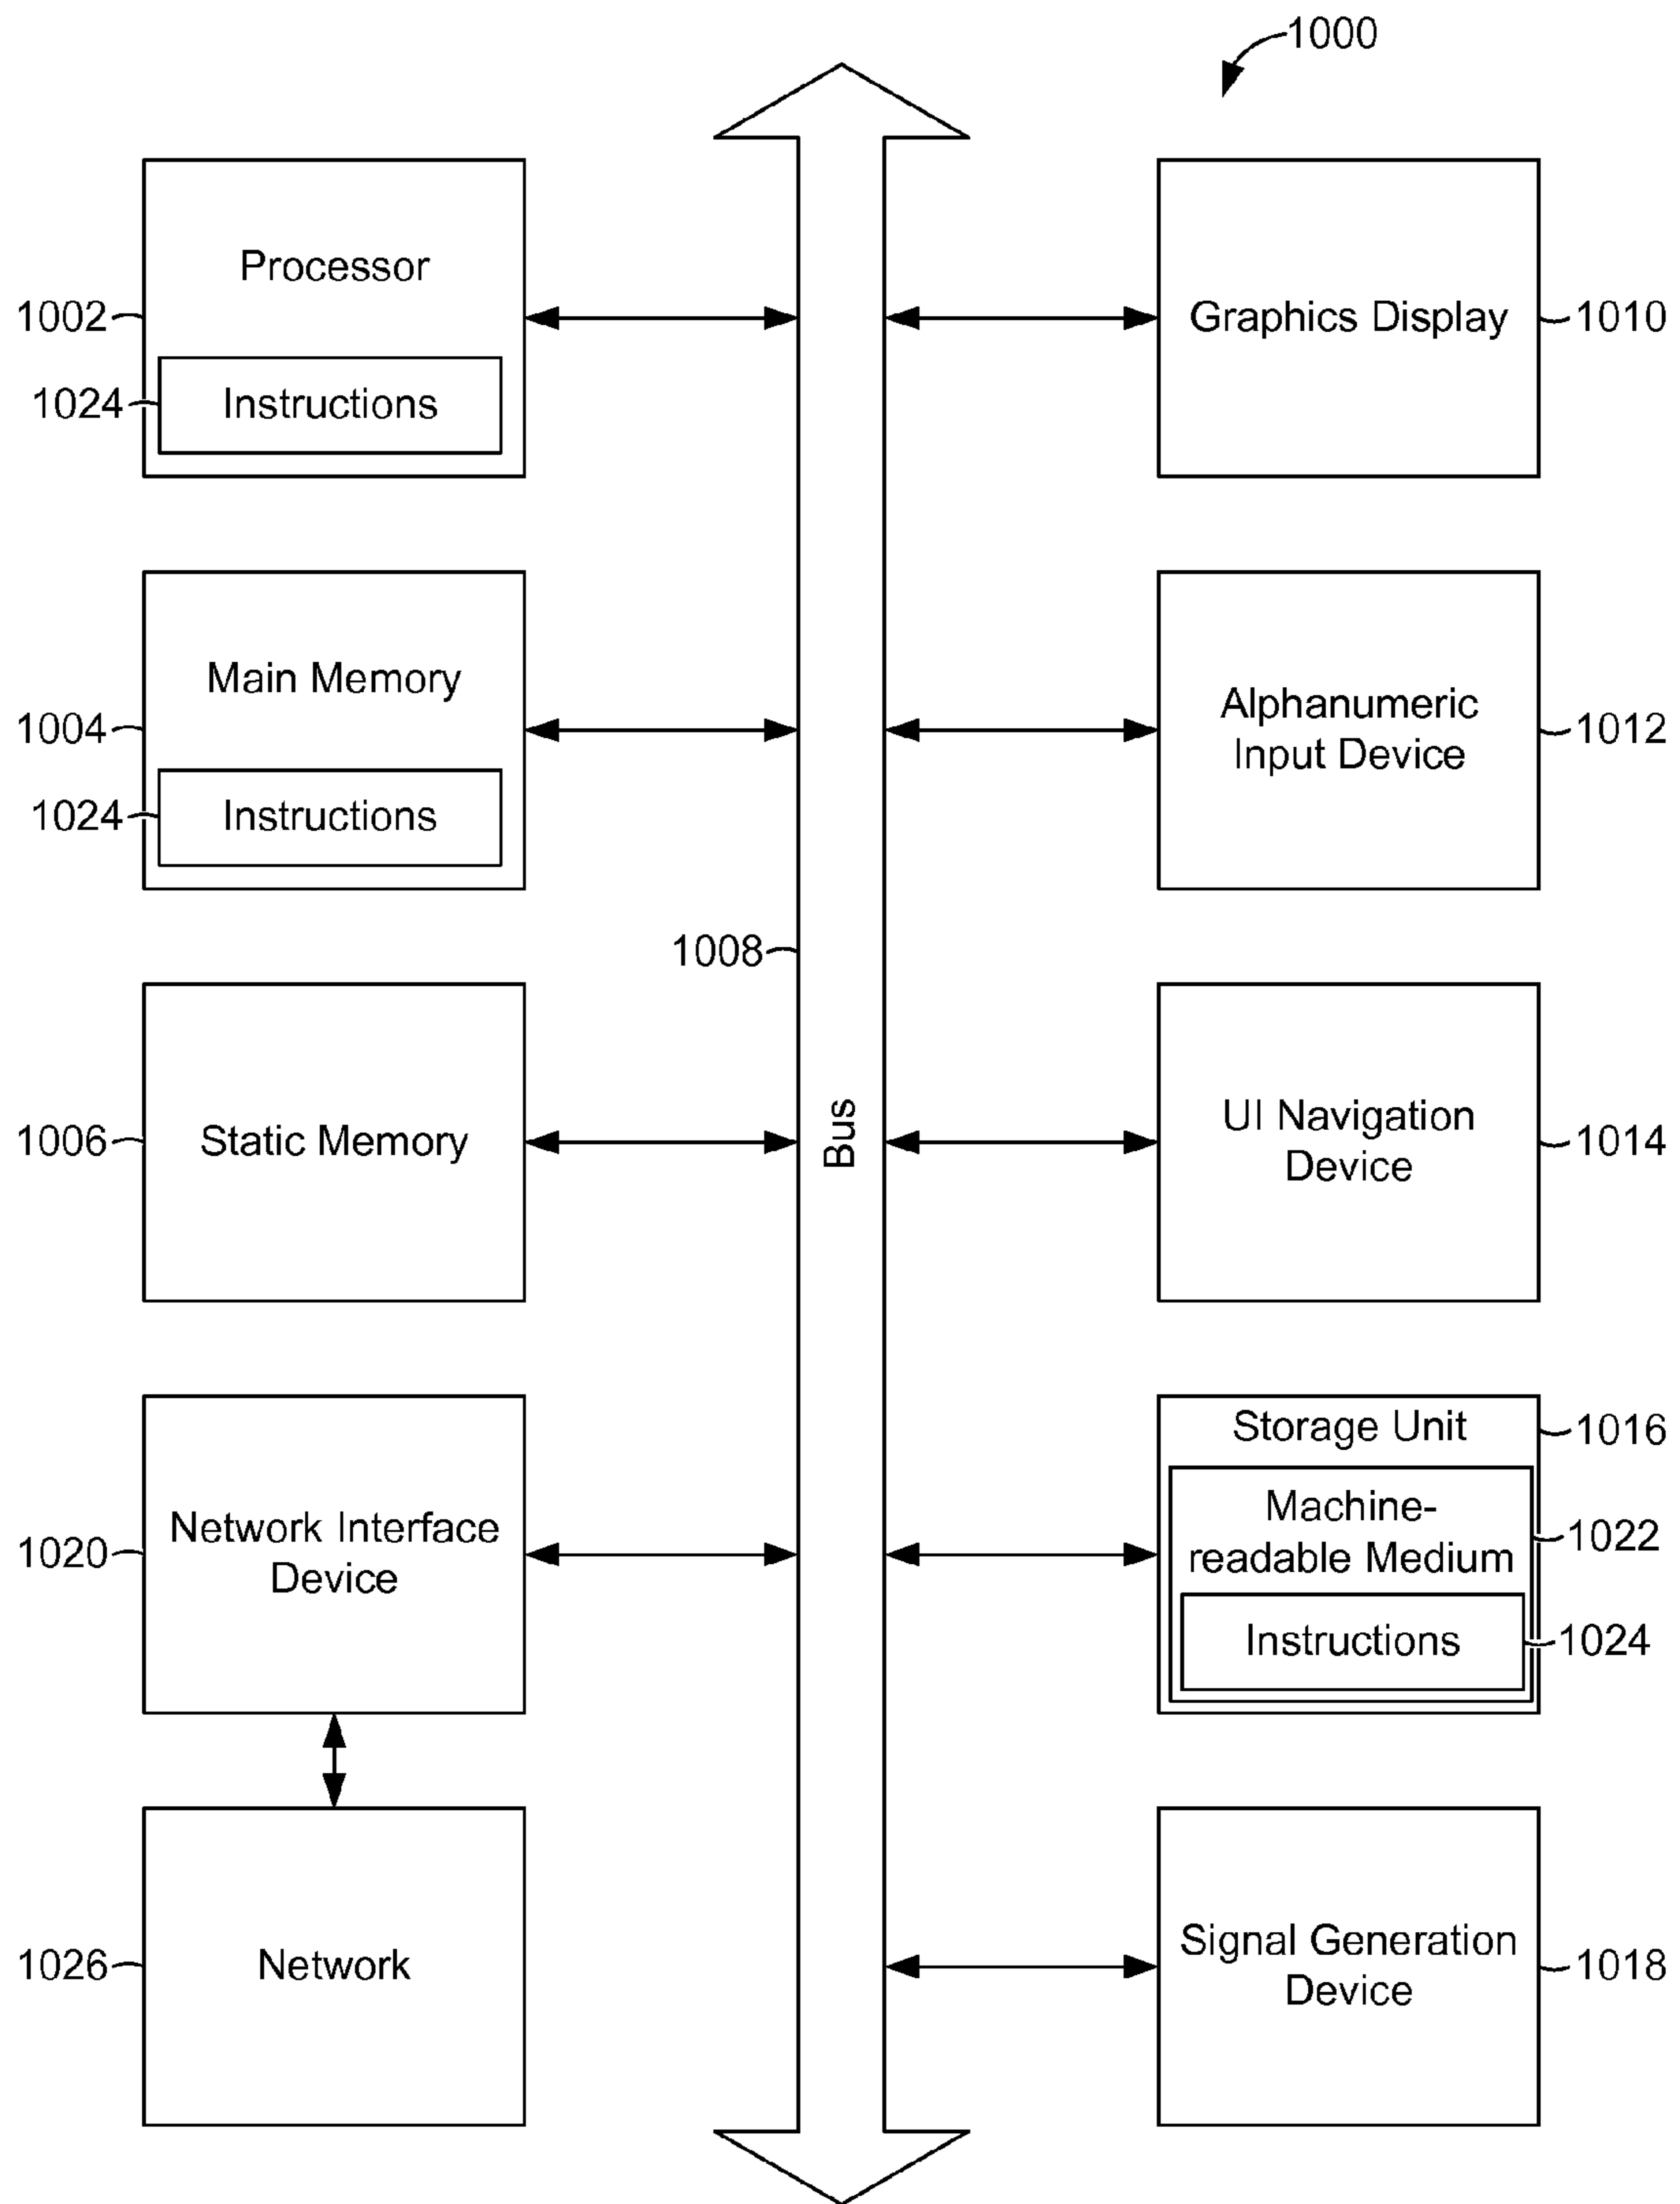 1000
Processor
1002
1024
Instructions
Graphics Display
1010
Main Memory
1004
1024
Instructions
Alphanumeric
Input Device
1012
1008
Bus
Static Memory
1006
UI Navigation
Device
1014
Network Interface
Device
1020
Storage Unit
1016
Machine-
readable Medium
1022
Instructions
1024
Network
1026
Signal Generation
Device
1018